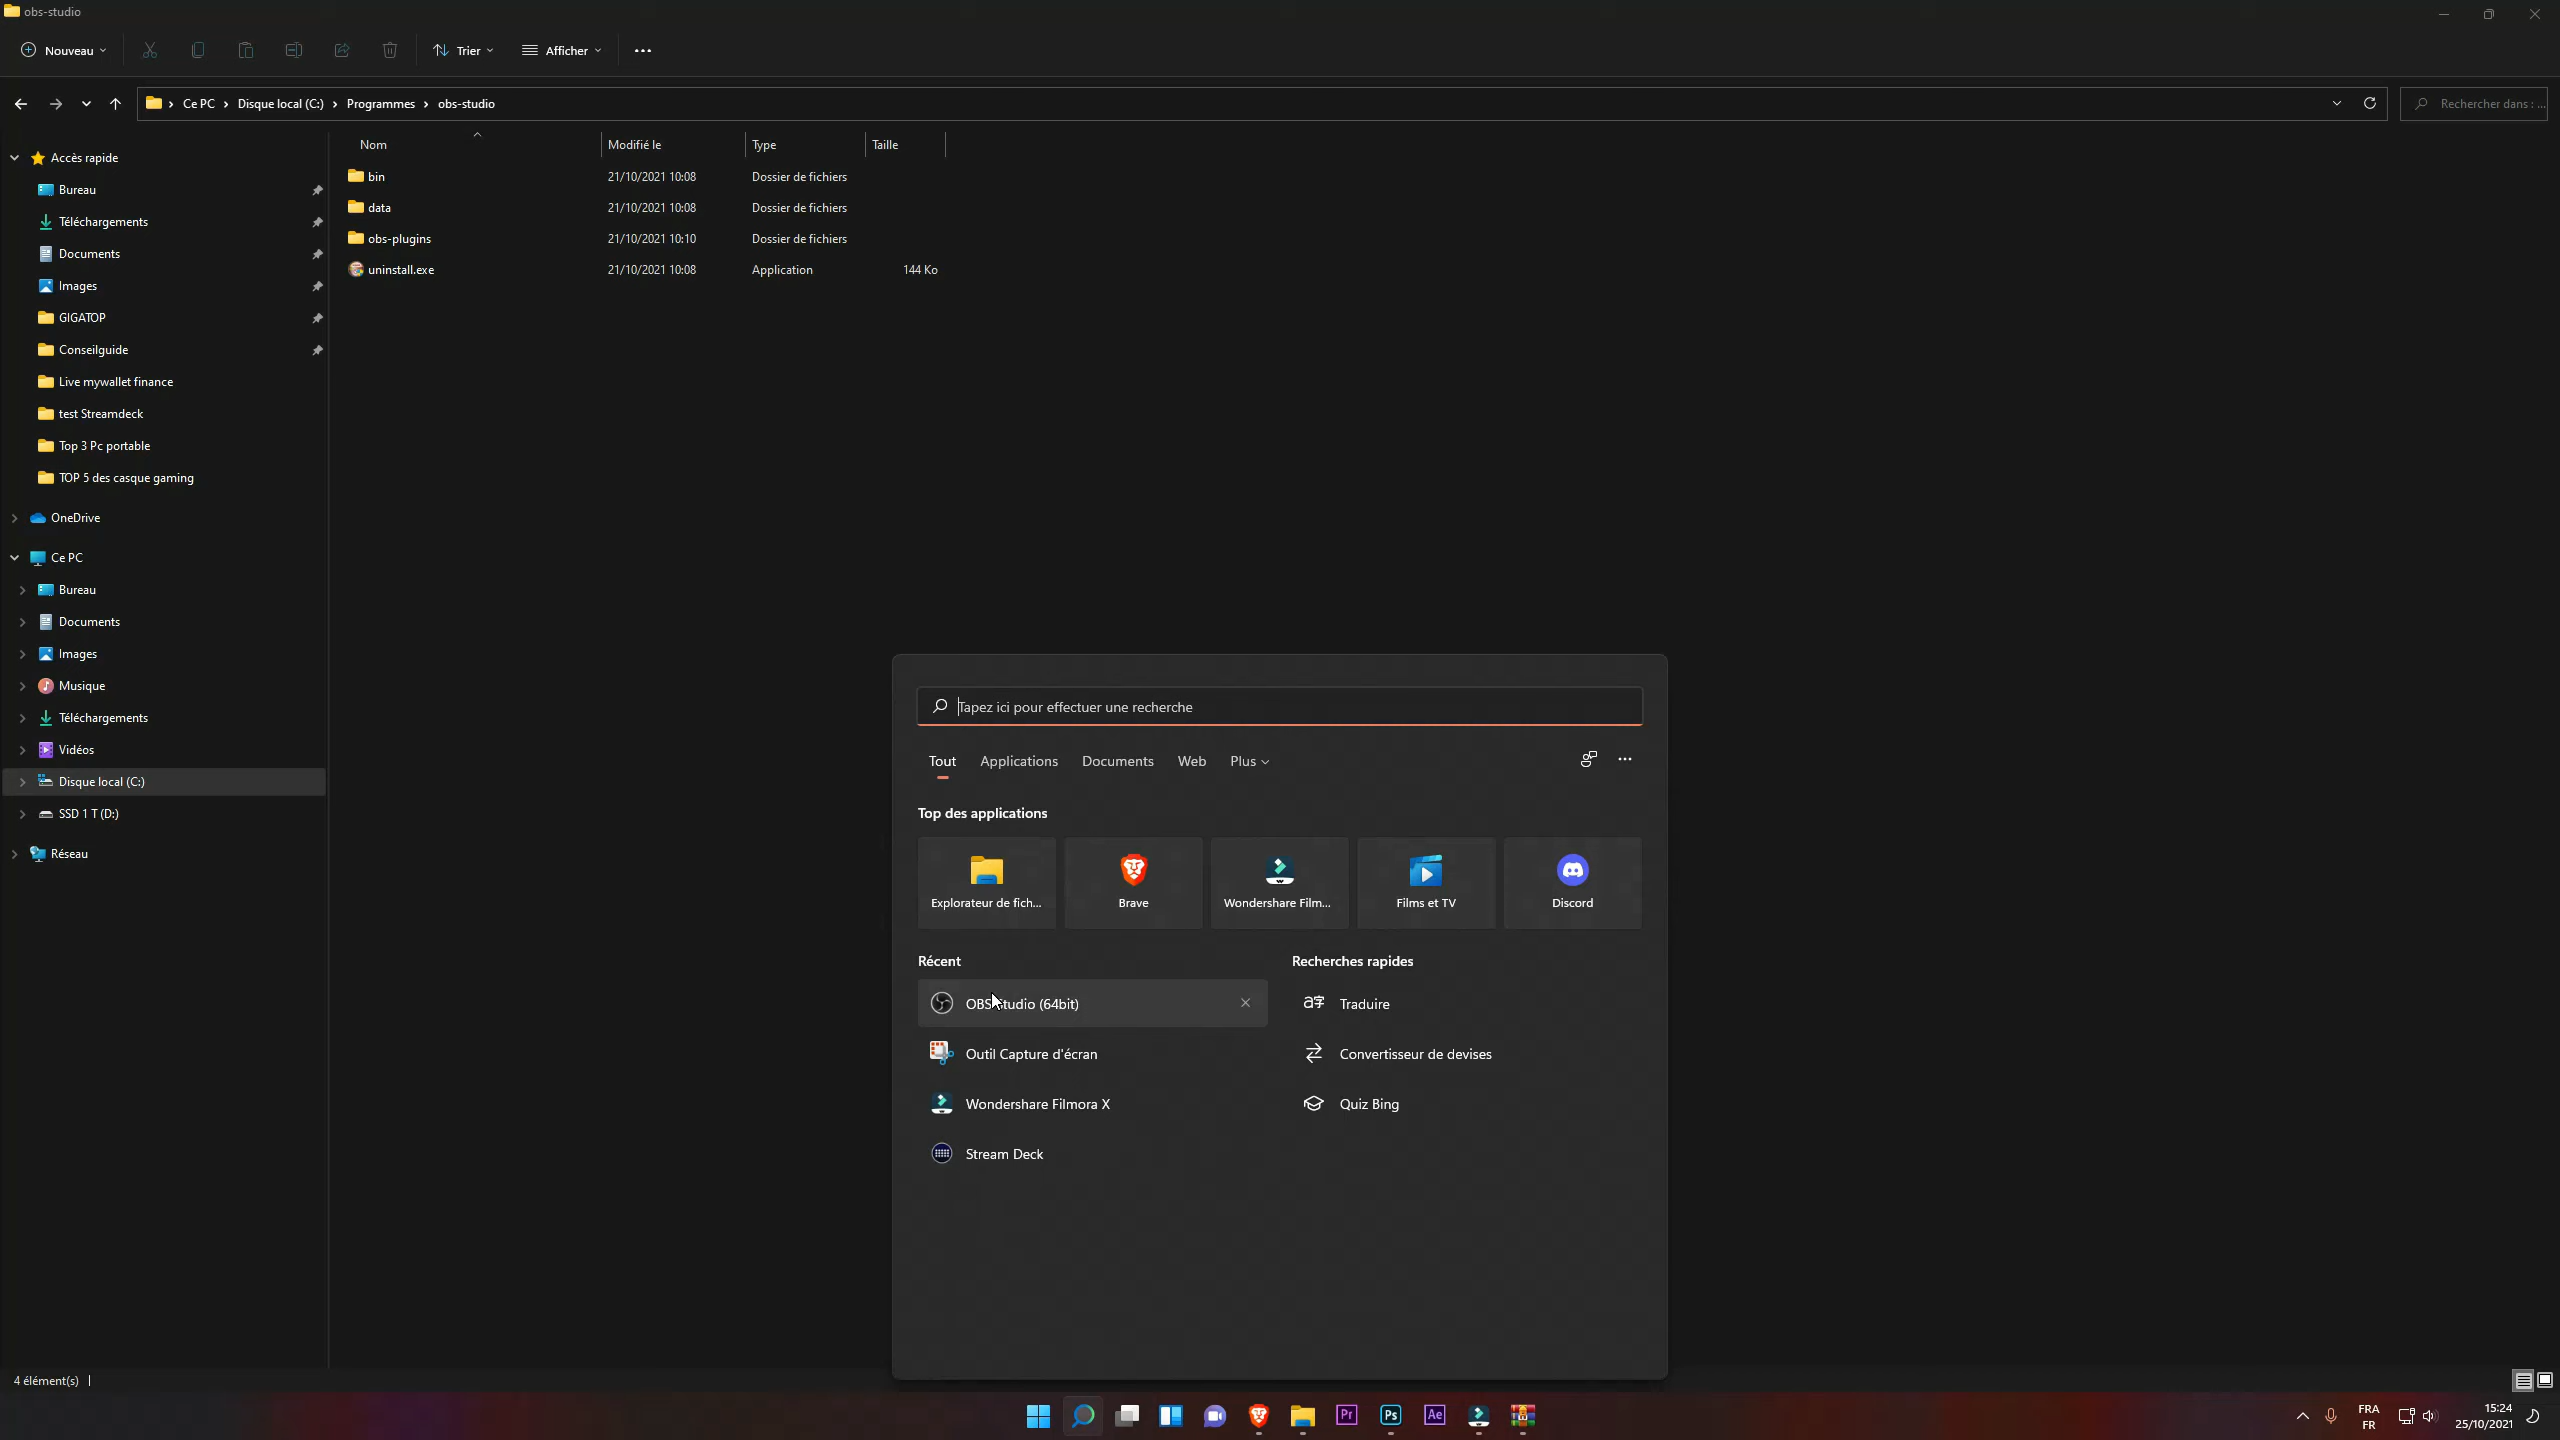 obs-studio
Nouveau
Trier
Afficher
Ce PC
Disque local (C:)
Programmes
obs-studio
Rechercher dans : ...
Nom
Modifié le
Type
Taille
bin
21/10/2021 10:08
Dossier de fichiers
data
21/10/2021 10:08
Dossier de fichiers
obs-plugins
21/10/2021 10:10
Dossier de fichiers
uninstall.exe
21/10/2021 10:08
Application
144 Ko
Accès rapide
Bureau
Téléchargements
Documents
Images
GIGATOP
Conseilguide
Live mywallet finance
test Streamdeck
Top 3 Pc portable
TOP 5 des casque gaming
OneDrive
Ce PC
Bureau
Documents
Images
Musique
Téléchargements
Vidéos
Disque local (C:)
SSD 1 T (D:)
Réseau
Tapez ici pour effectuer une recherche
Tout
Applications
Documents
Web
Plus
Top des applications
Explorateur de fich...
Brave
Wondershare Film...
Films et TV
Discord
Récent
OBS Studio (64bit)
Outil Capture d'écran
Wondershare Filmora X
Stream Deck
Recherches rapides
Traduire
Convertisseur de devises
Quiz Bing
4 élément(s)
Pr
Ps
Ae
FRA
FR
15:24
25/10/2021